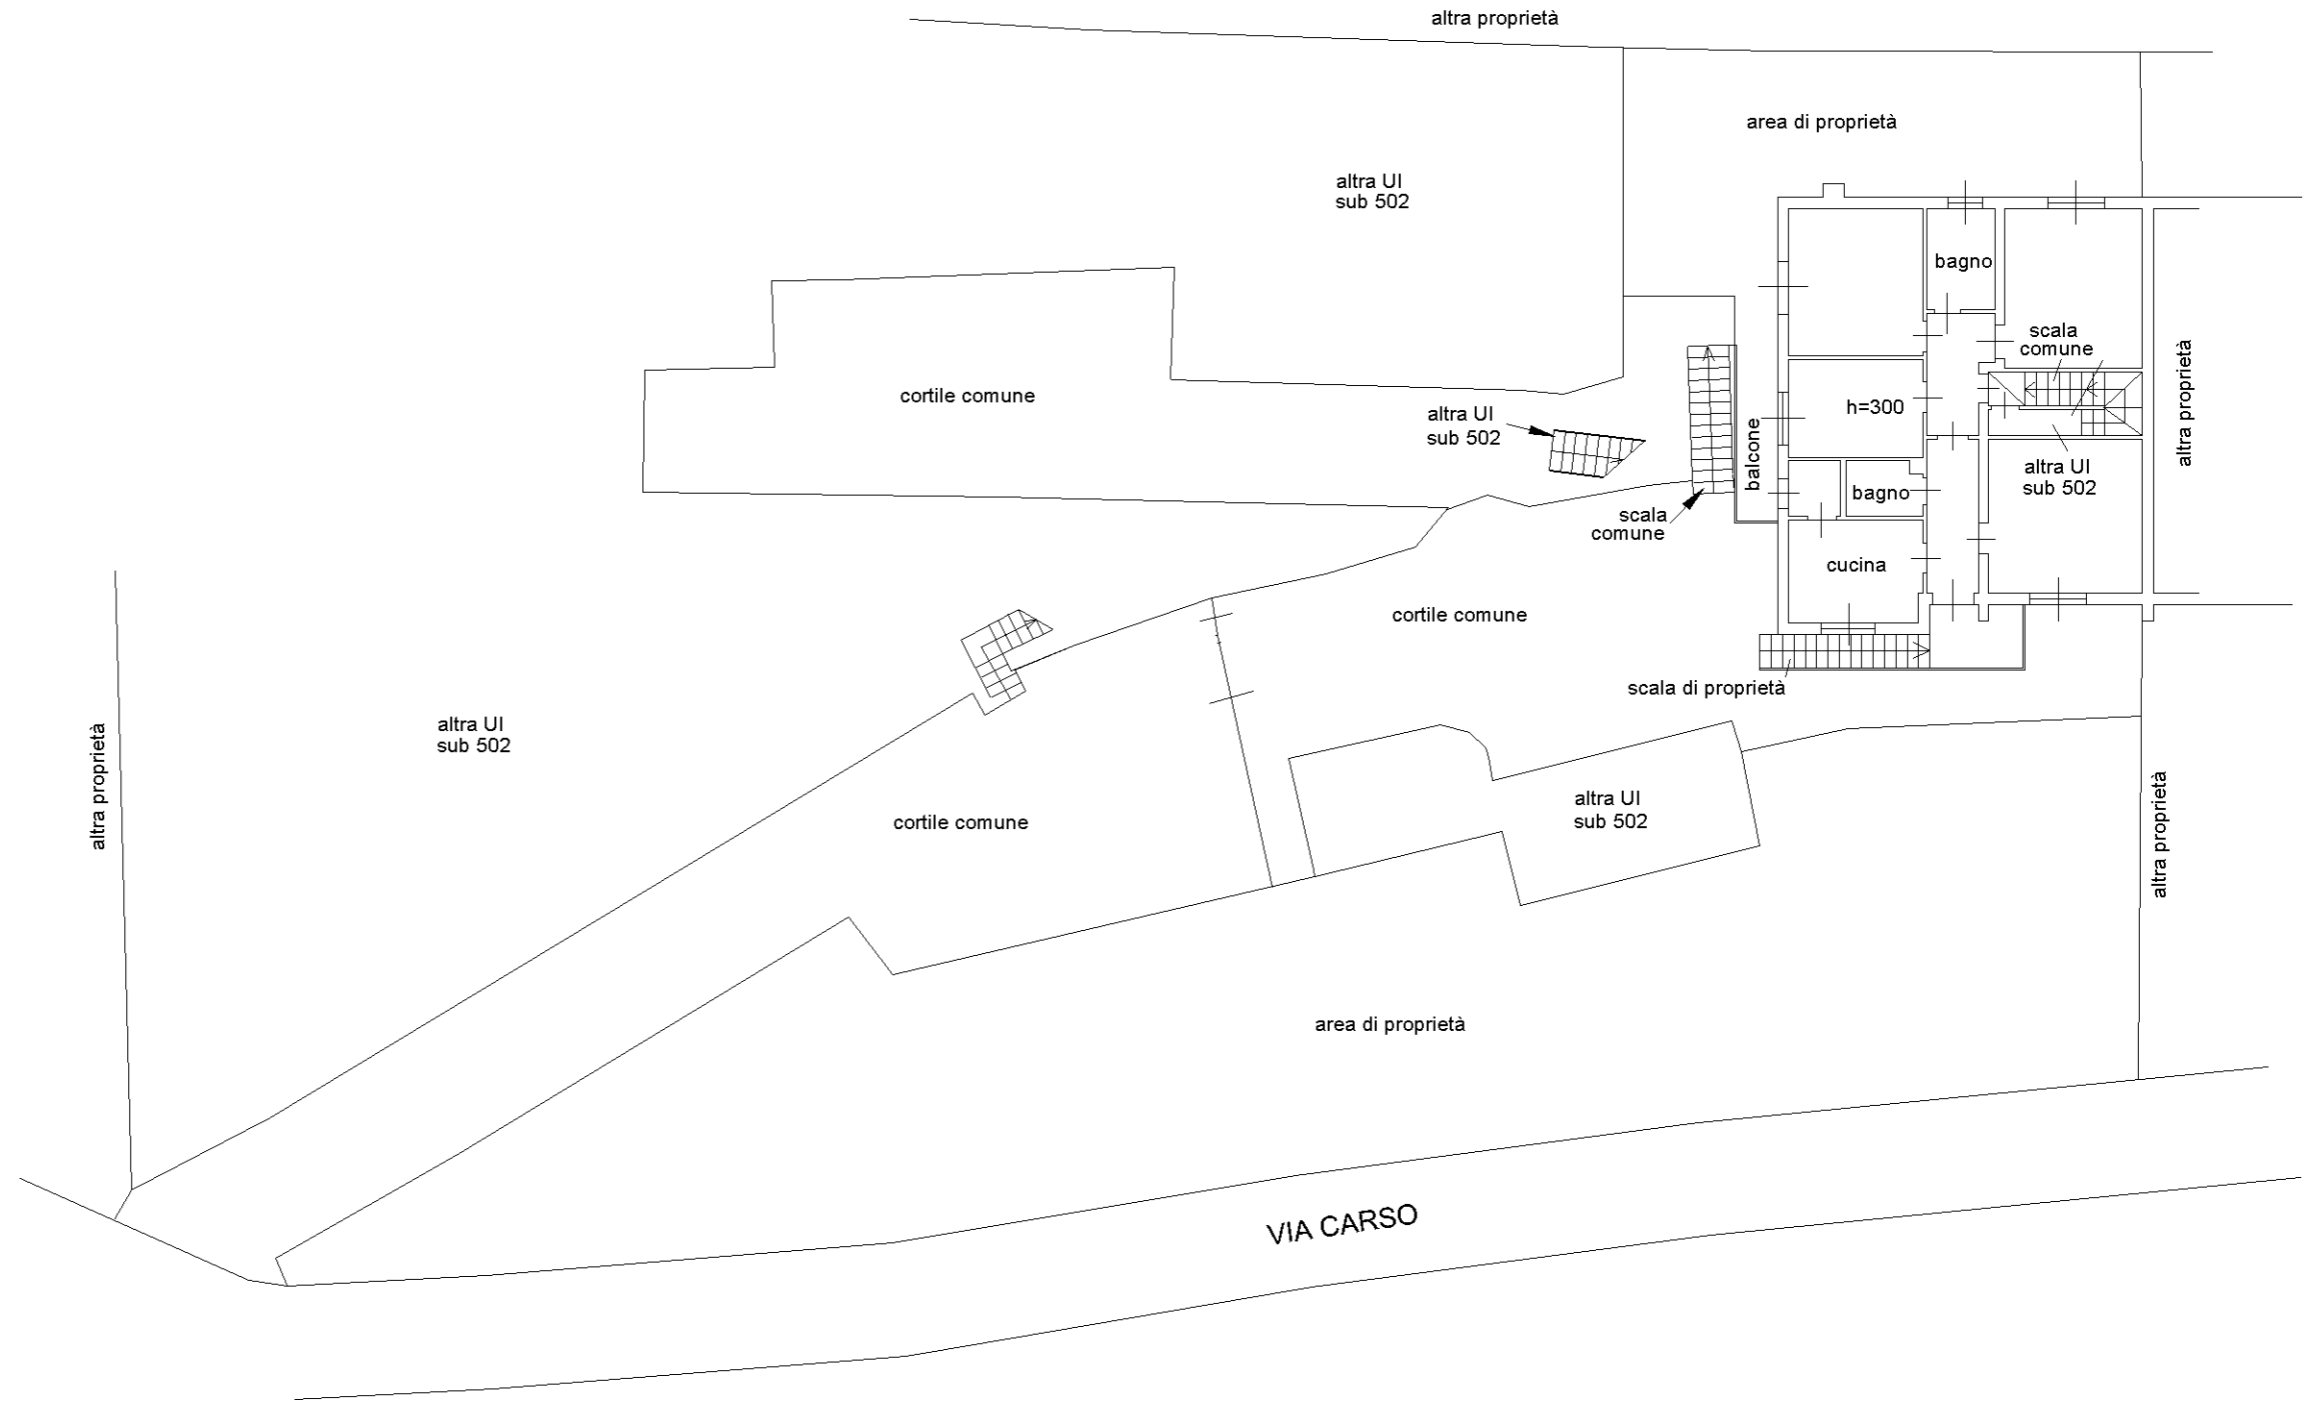 altra proprietà
area di proprietà
altra UI
sub 502
bagno
scala
comune
altra proprietà
cortile comune
h=300
altra UI
sub 502
balcone
altra UI
sub 502
bagno
scala
comune
cucina
cortile comune
scala di proprietà
altra UI
sub 502
altra proprietà
altra UI
sub 502
altra proprietà
cortile comune
area di proprietà
VIA CARSO